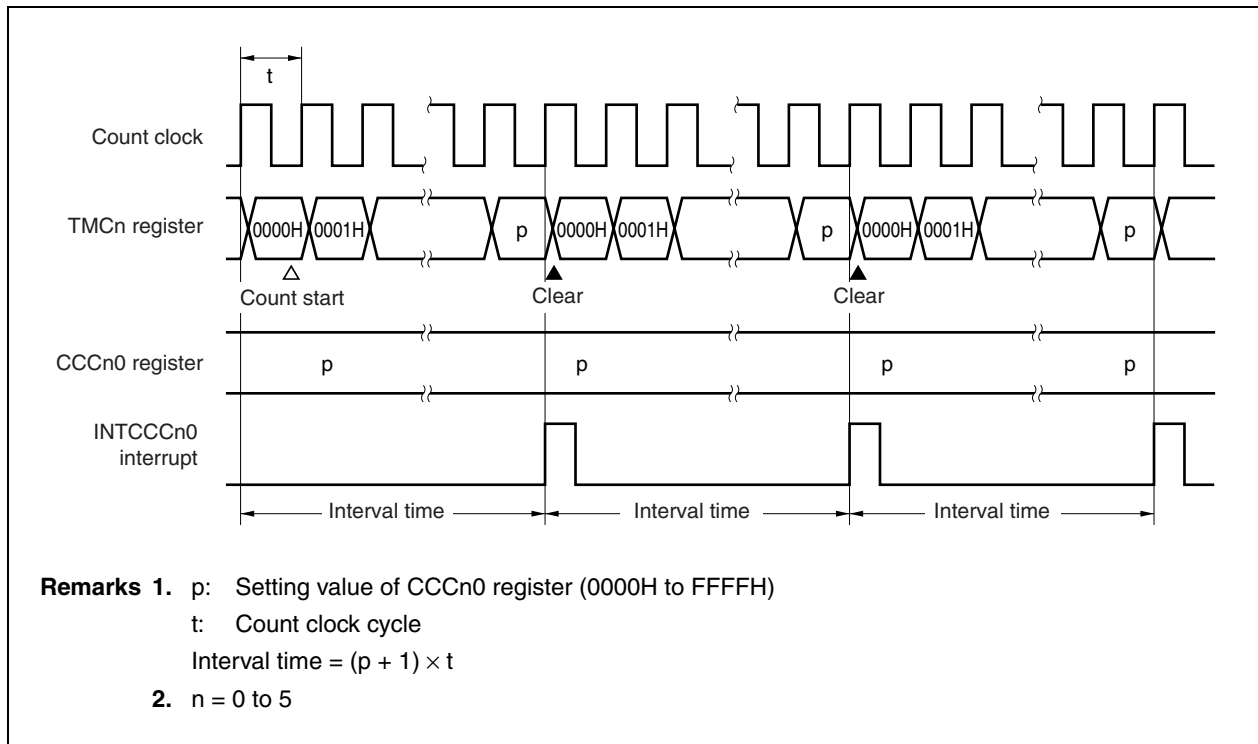 t
Count clock
TMCn register
0000H 0001H p 0000H 0001H p 0000H 0001H p
Count start Clear Clear
CCCn0 register
p p p p
INTCCCn0
interrupt
Interval time Interval time Interval time
Remarks 1. p: Setting value of CCCn0 register (0000H to FFFFH)
t: Count clock cycle
Interval time = (p + 1) × t
2. n = 0 to 5